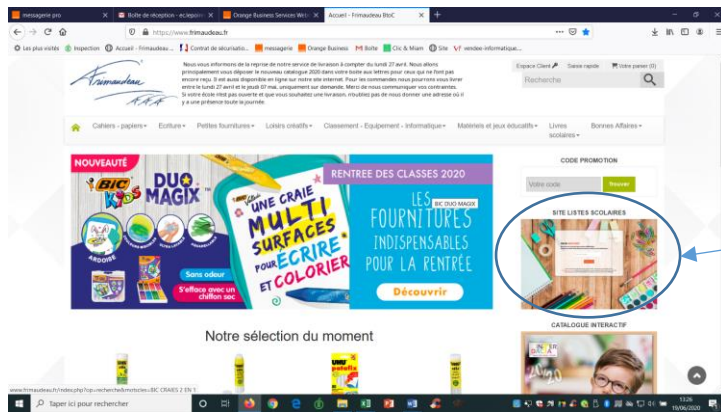 messagerie pro
Boîte de réception - eclepoin
Orange Business Services Web
Accueil - Frimaudeau BtoC
https://www.frimaudeau.fr
Les plus visités Inspection Accueil - Frimaudeau... Contrat de sécurisatio... messagerie Orange Business Boîte Clic & Miam Site vendee-informatique...
Frimaudeau
Nous vous informons de la reprise de notre service de livraison à compter du lundi 27 avril. Nous allons
principalement vous déposer le nouveau catalogue 2020 dans votre boite aux lettres pour ceux qui ne l'ont pas
encore reçu. Il est aussi disponible en ligne sur notre site internet. Pour les commandes nous pourrons vous livrer
entre le lundi 27 avril et le jeudi 07 mai, uniquement sur demande. Merci de nous communiquer vos contraintes.
Si votre école n'est pas ouverte et que vous souhaitez une livraison, n'oubliez pas de nous donner une adresse où il
y a une présence toute la journée.
Espace Client Saisie rapide Votre panier (0)
Recherche
Cahiers - papiers Ecriture Petites fournitures Loisirs créatifs Classement - Equipement - Informatique Matériels et jeux éducatifs Livres scolaires Bonnes Affaires
NOUVEAUTÉ
BIC KIDS
DUO MAGIX
ARDOISE
Sans odeur
S'efface avec un
chiffon sec
UNE CRAIE
MULTI
SURFACES
POUR ÉCRIRE
ET COLORIER
RENTREE DES CLASSES 2020
LES
BIC DUO MAGIX
FOURNITURES
INDISPENSABLES
POUR LA RENTRÉE
Découvrir
CODE PROMOTION
Votre code
Trouver
SITE LISTES SCOLAIRES
CATALOGUE INTERACTIF
2020
Notre sélection du moment
UHU
patafix
www.frimaudeau.fr/index.php?op=recherche&motscles=BIC CRAIES 2 EN 1
Taper ici pour rechercher
13:26
19/06/2020